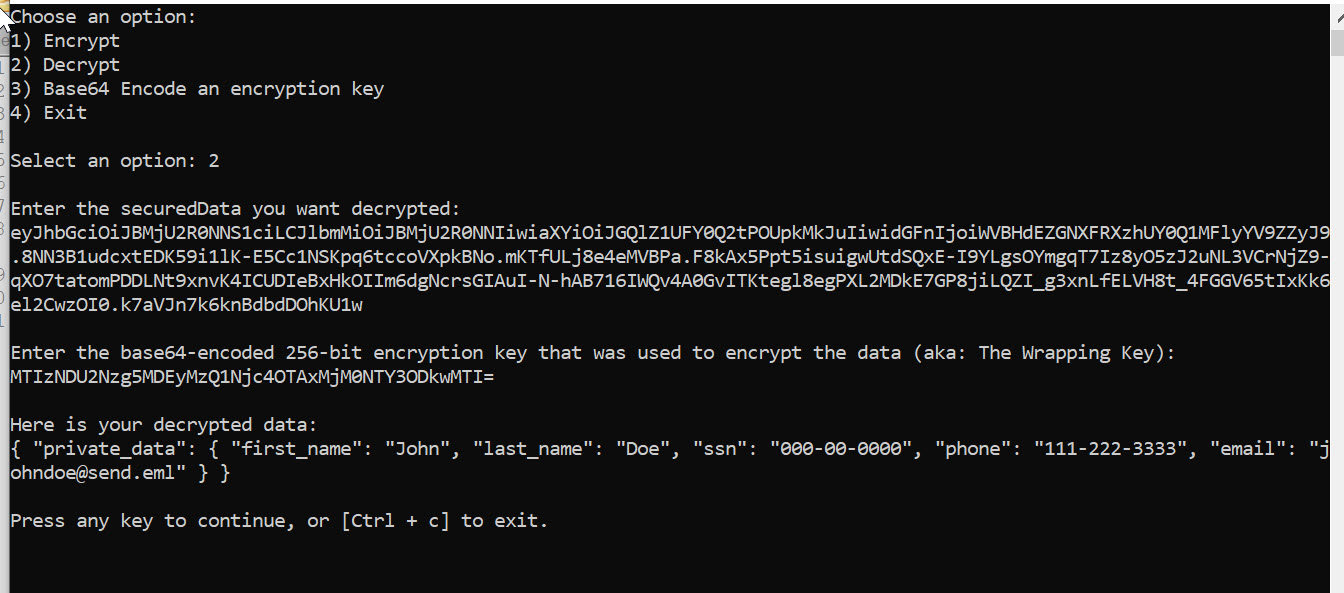 Choose an option:
1) Encrypt
2) Decrypt
3) Base64 Encode an encryption key
4) Exit
Select an option: 2
Enter the securedData you want decrypted:
eyJhbGciOiJBMjU2R0NNS1ciLCJlbmMiOiJBMjU2R0NNIiwiaXYiOiJGQlZ1UFY0Q2tPOUpkMkJuIiwidGFnIjoiWVBHdEZGNXFRXzhUY0Q1MFlyYV9ZZyJ9
.8NN3B1udcxtEDK59i1lK-E5Cc1NSKpq6tccoVXpkBNo.mKTfULj8e4eMVBPa.F8kAx5Ppt5isuigwUtdSQxE-I9YLgsOYmgqT7Iz8yO5zJ2uNL3VCrNjZ9-
qXO7tatomPDDLNt9xnvK4ICUDIeBxHkOIIm6dgNcrsGIAuI-N-hAB716IWQv4A0GvITKtegl8egPXL2MDkE7GP8jiLQZI_g3xnLfELVH8t_4FGGV65tIxKk6
el2CwzOI0.k7aVJn7k6knBdbdDOhKU1w
Enter the base64-encoded 256-bit encryption key that was used to encrypt the data (aka: The Wrapping Key):
MTIzNDU2Nzg5MDEyMzQ1Njc4OTAxMjM0NTY3ODkwMTI=
Here is your decrypted data:
{ "private_data": { "first_name": "John", "last_name": "Doe", "ssn": "000-00-0000", "phone": "111-222-3333", "email": "j
ohndoe@send.eml" } }
Press any key to continue, or [Ctrl + c] to exit.